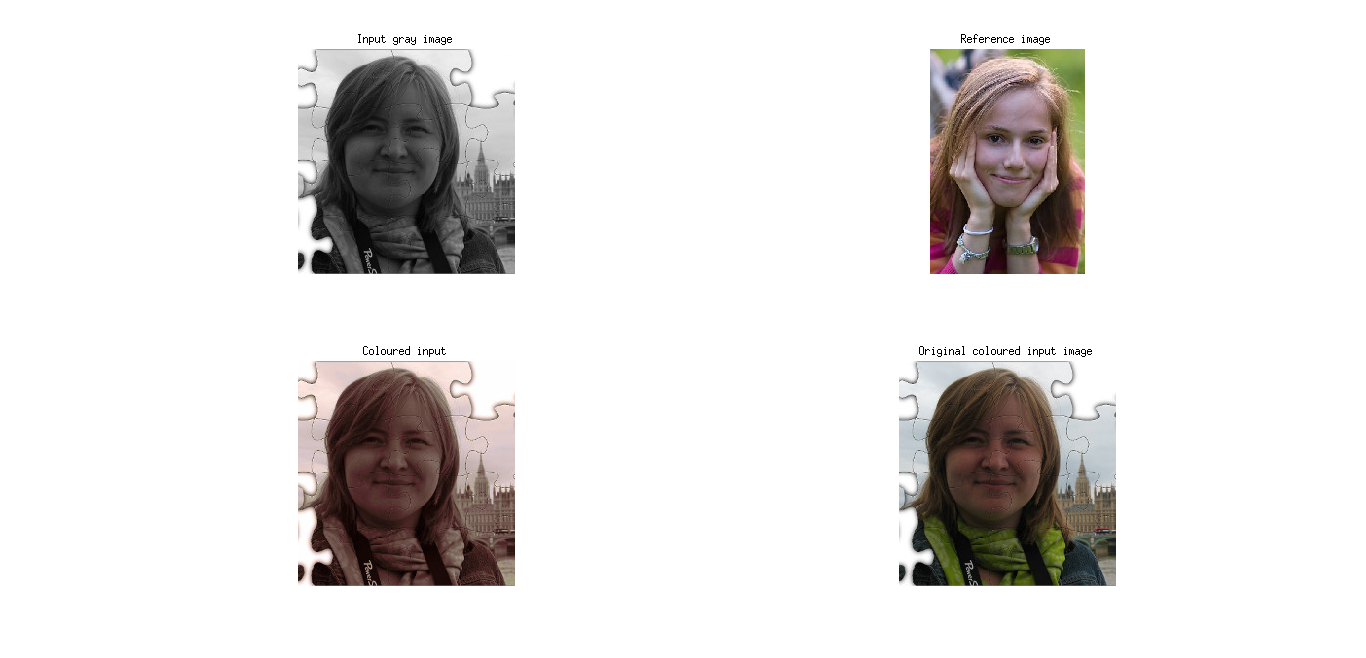 Input gray image
Reference image
Coloured input
Original coloured input image